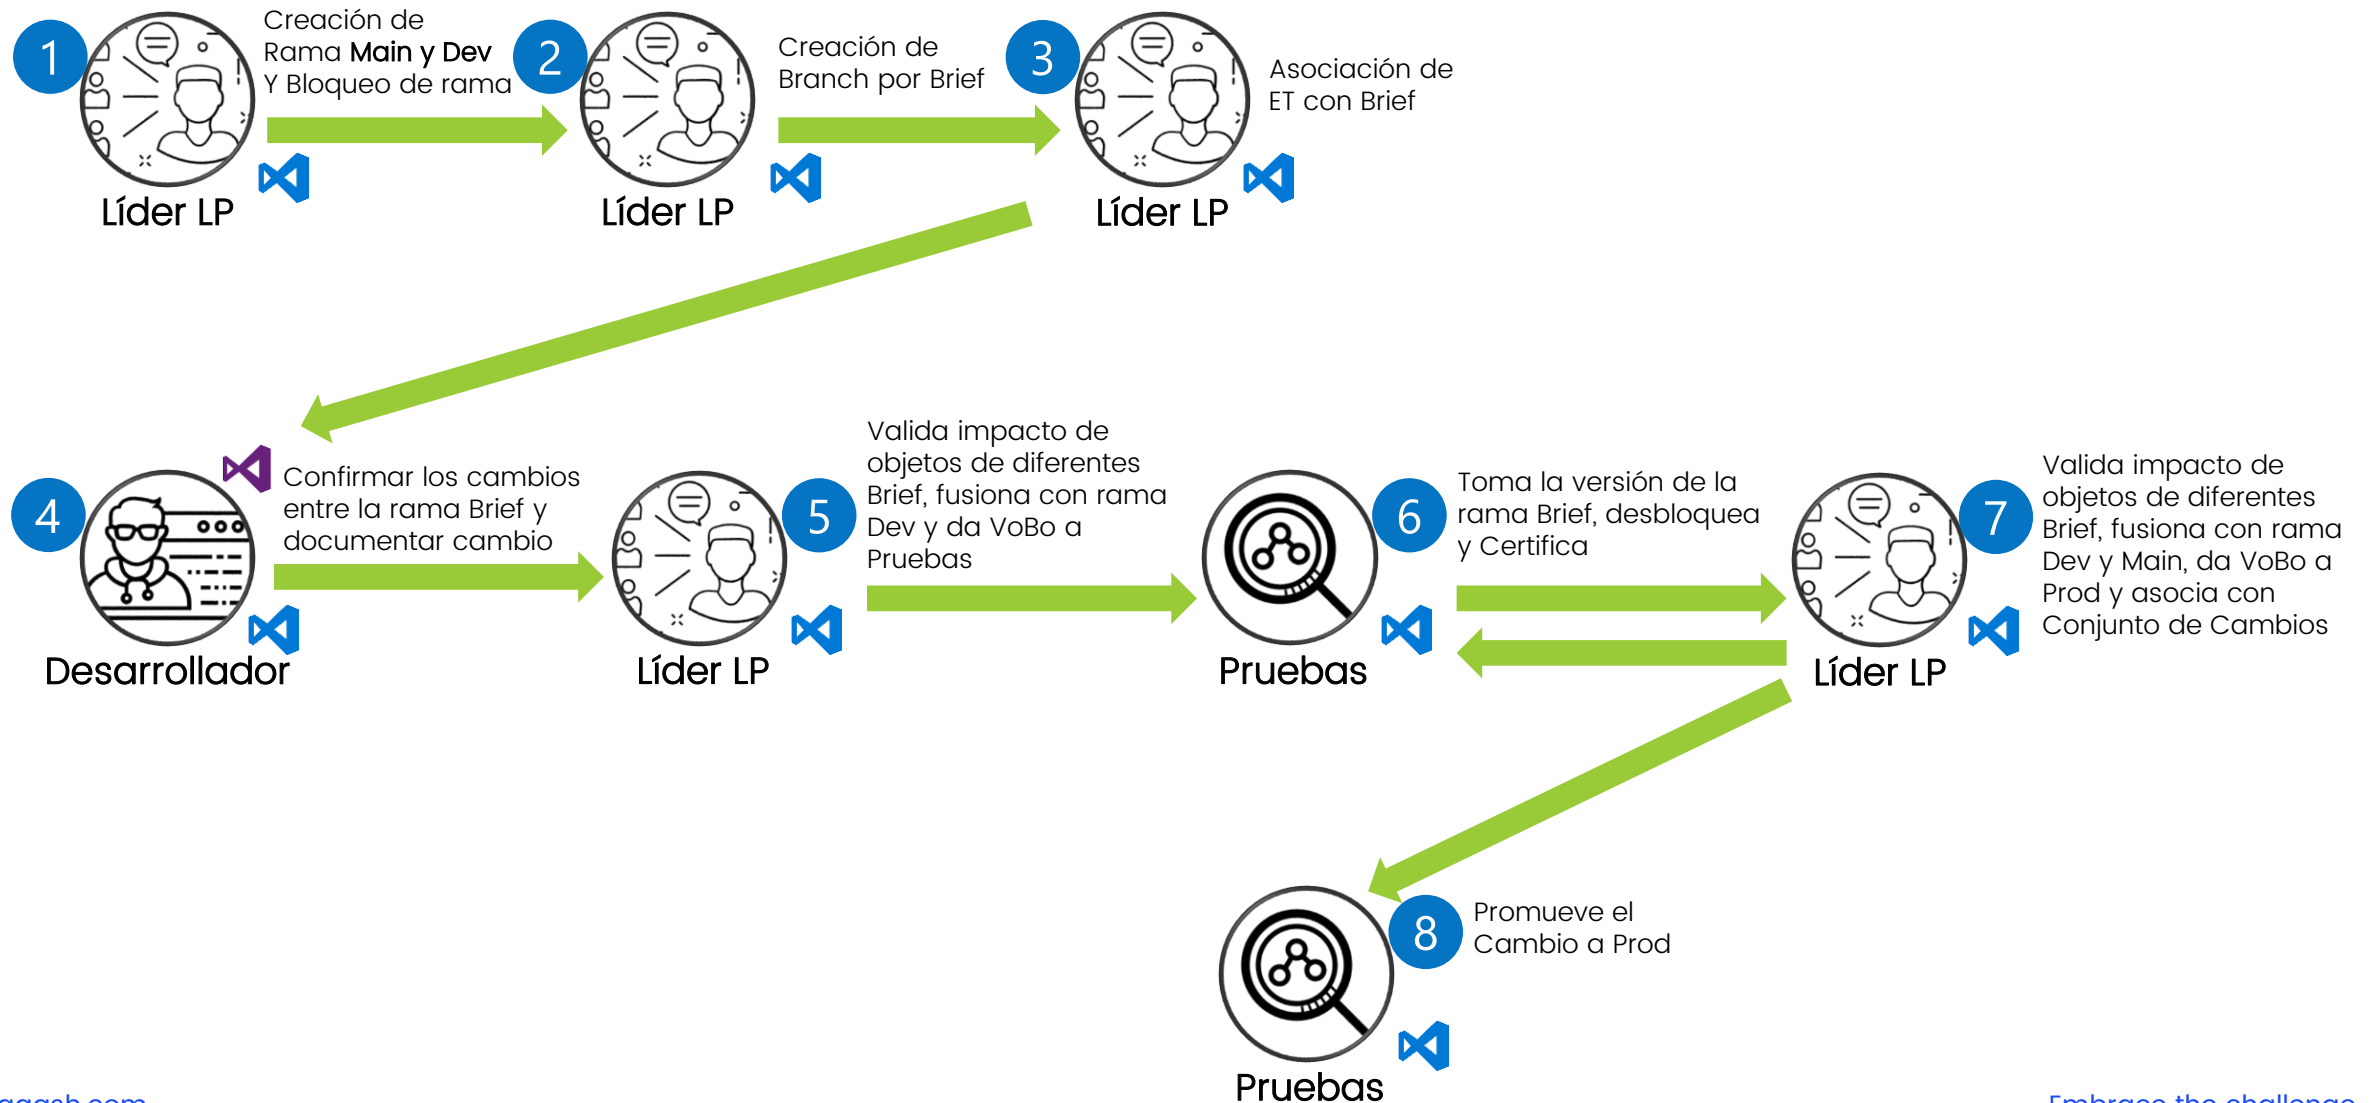 1
Creación de
Rama Main y Dev
Y Bloqueo de rama
Líder LP
2
Creación de
Branch por Brief
Líder LP
3
Asociación de
ET con Brief
Líder LP
4
Confirmar los cambios
entre la rama Brief y
documentar cambio
Desarrollador
5
Valida impacto de
objetos de diferentes
Brief, fusiona con rama
Dev y da VoBo a
Pruebas
Líder LP
6
Toma la versión de la
rama Brief, desbloquea
y Certifica
Pruebas
7
Valida impacto de
objetos de diferentes
Brief, fusiona con rama
Dev y Main, da VoBo a
Prod y asocia con
Conjunto de Cambios
Líder LP
8
Promueve el
Cambio a Prod
Pruebas
Embrace the challenge